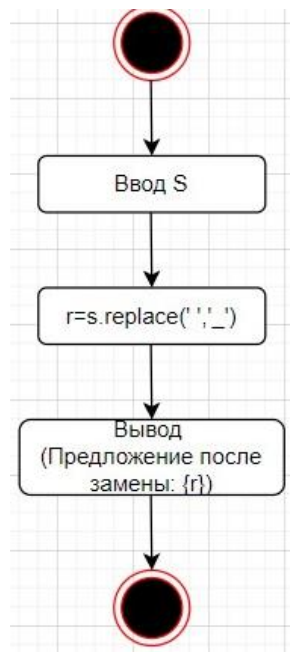 Ввод S
r=s.replace(' ','_')
Вывод
(Предложение после
замены: {r})